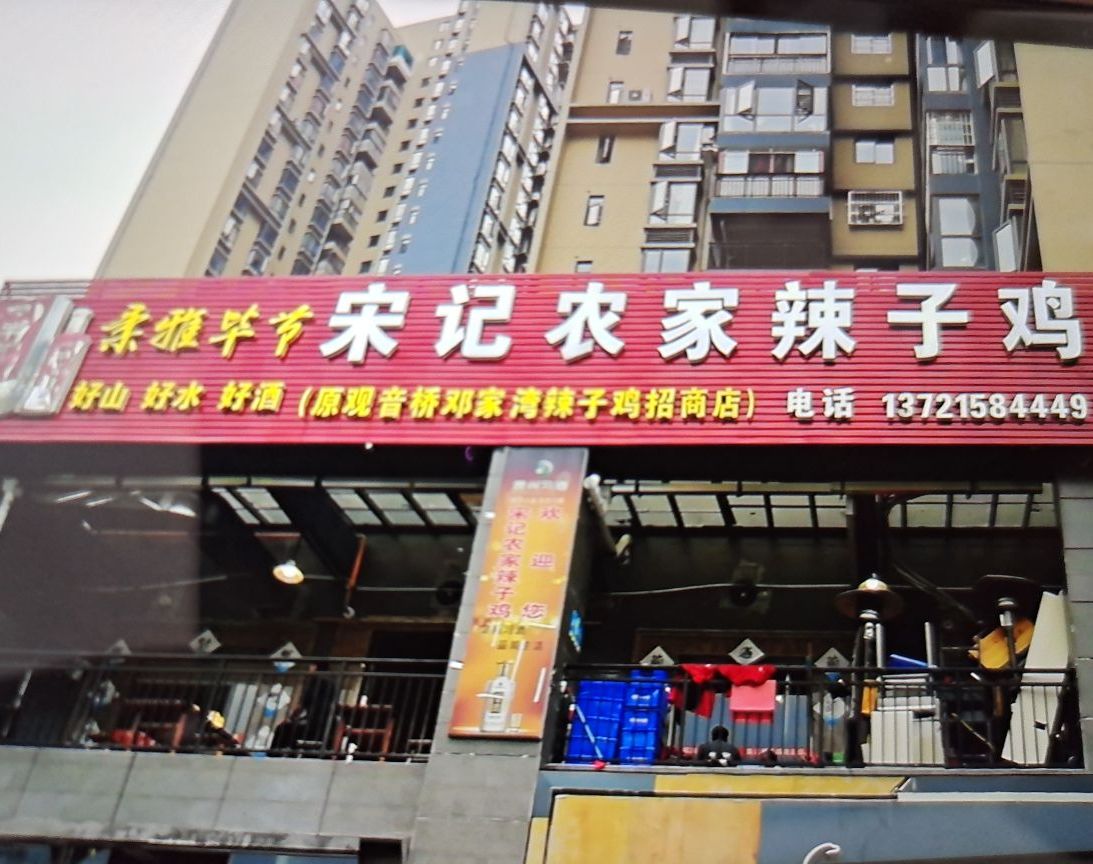 柔雅毕节 宋记农家辣子鸡
好山 好水 好酒 (原观音桥邓家湾辣子鸡招商店) 电话 13721584449
欢迎您
宋记农家辣子鸡
酒